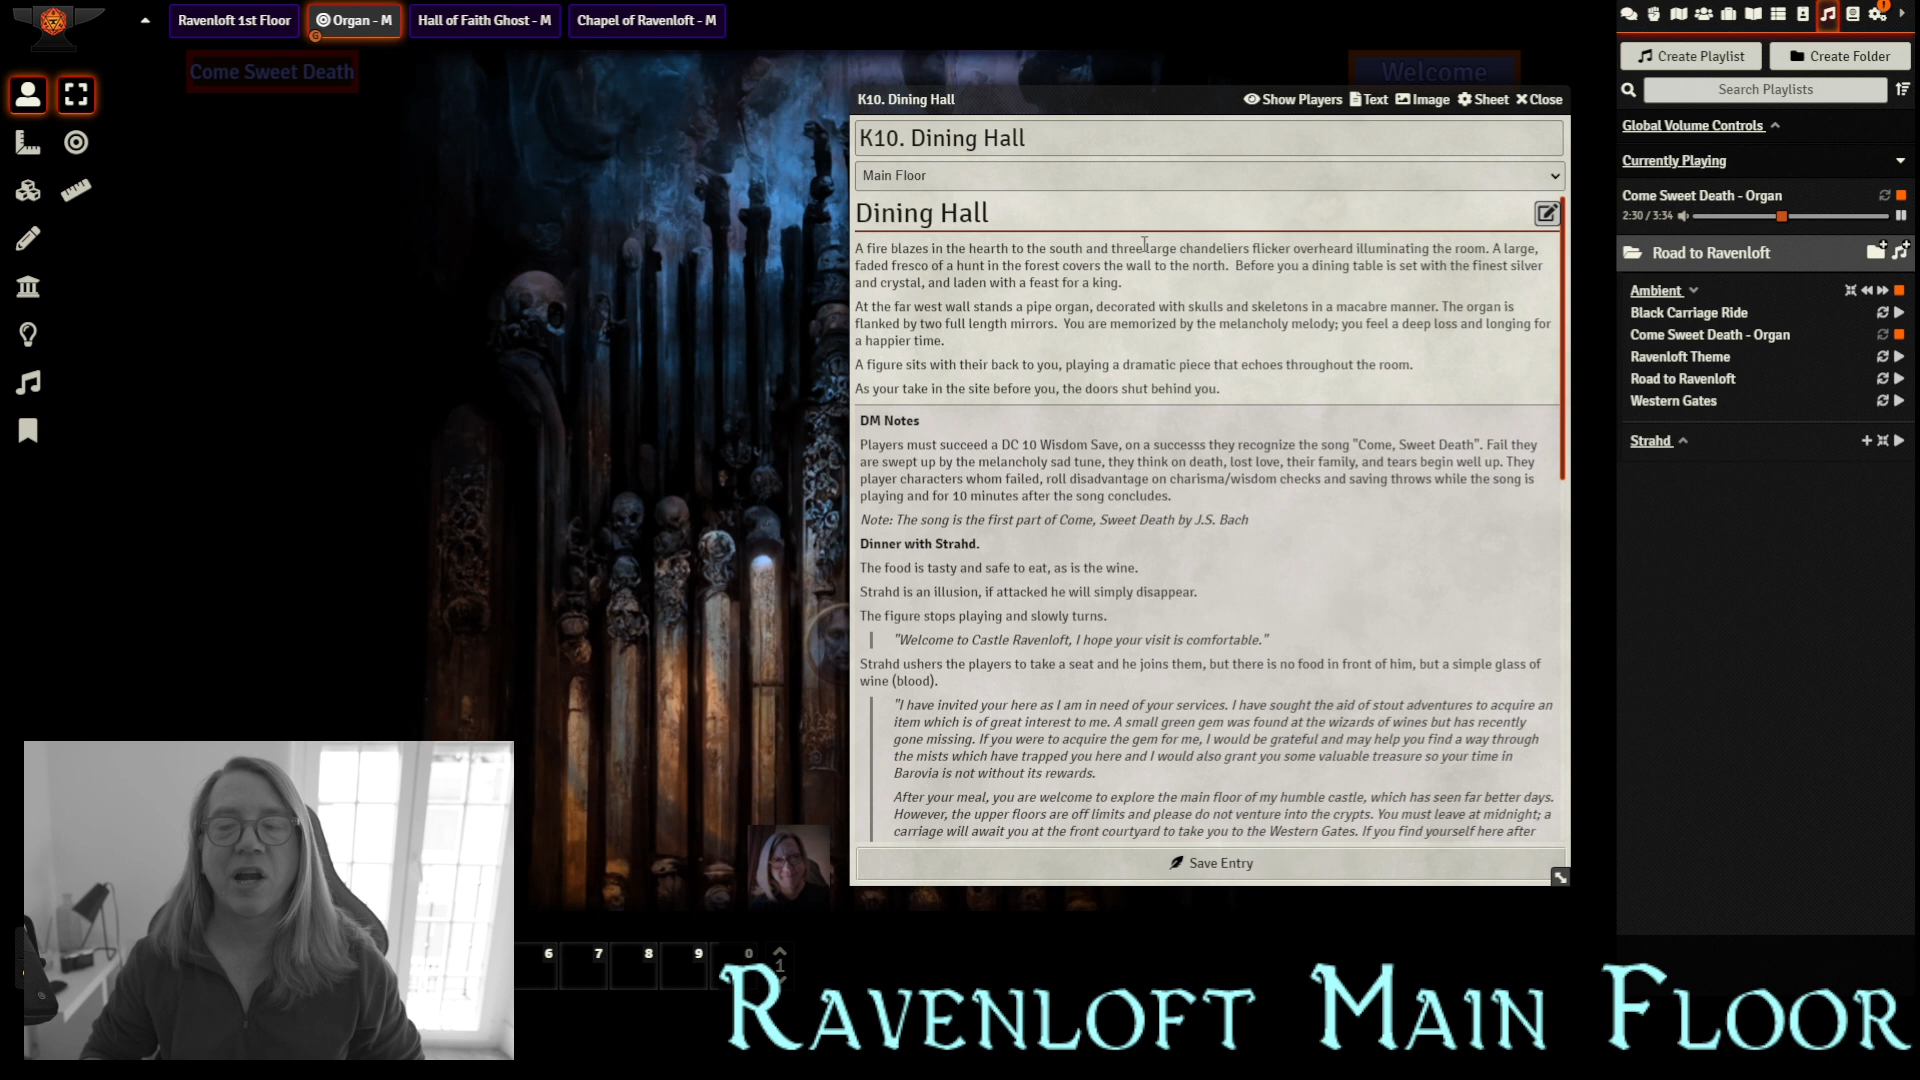 Ravenloft 1st Floor
Organ - M
G
Hall of Faith Ghost - M
Chapel of Ravenloft - M
Come Sweet Death
Welcome
K10. Dining Hall
Show Players
Text
Image
Sheet
Close
K10. Dining Hall
Main Floor
Dining Hall
A fire blazes in the hearth to the south and three large chandeliers flicker overheard illuminating the room. A large,
faded fresco of a hunt in the forest covers the wall to the north.  Before you a dining table is set with the finest silver
and crystal, and laden with a feast for a king.
At the far west wall stands a pipe organ, decorated with skulls and skeletons in a macabre manner. The organ is
flanked by two full length mirrors.  You are memorized by the melancholy melody; you feel a deep loss and longing for
a happier time.
A figure sits with their back to you, playing a dramatic piece that echoes throughout the room.
As your take in the site before you, the doors shut behind you.
DM Notes
Players must succeed a DC 10 Wisdom Save, on a successs they recognize the song "Come, Sweet Death". Fail they
are swept up by the melancholy sad tune, they think on death, lost love, their family, and tears begin well up. They
player characters whom failed, roll disadvantage on charisma/wisdom checks and saving throws while the song is
playing and for 10 minutes after the song concludes.
Note: The song is the first part of Come, Sweet Death by J.S. Bach
Dinner with Strahd.
The food is tasty and safe to eat, as is the wine.
Strahd is an illusion, if attacked he will simply disappear.
The figure stops playing and slowly turns.
"Welcome to Castle Ravenloft, I hope your visit is comfortable."
Strahd ushers the players to take a seat and he joins them, but there is no food in front of him, but a simple glass of
wine (blood).
"I have invited your here as I am in need of your services. I have sought the aid of stout adventures to acquire an
item which is of great interest to me. A small green gem was found at the wizards of wines but has recently
gone missing. If you were to acquire the gem for me, I would be grateful and may help you find a way through
the mists which have trapped you here and I would also grant you some valuable treasure so your time in
Barovia is not without its rewards.
After your meal, you are welcome to explore the main floor of my humble castle, which has seen far better days.
However, the upper floors are off limits and please do not venture into the crypts. You must leave at midnight; a
carriage will await you at the front courtyard to take you to the Western Gates. If you find yourself here after
Save Entry
Create Playlist
Create Folder
Search Playlists
Global Volume Controls
Currently Playing
Come Sweet Death - Organ
2:30 / 3:34
Road to Ravenloft
Ambient
Black Carriage Ride
Come Sweet Death - Organ
Ravenloft Theme
Road to Ravenloft
Western Gates
Strahd
6
7
8
9
0
1
Ravenloft Main Floor